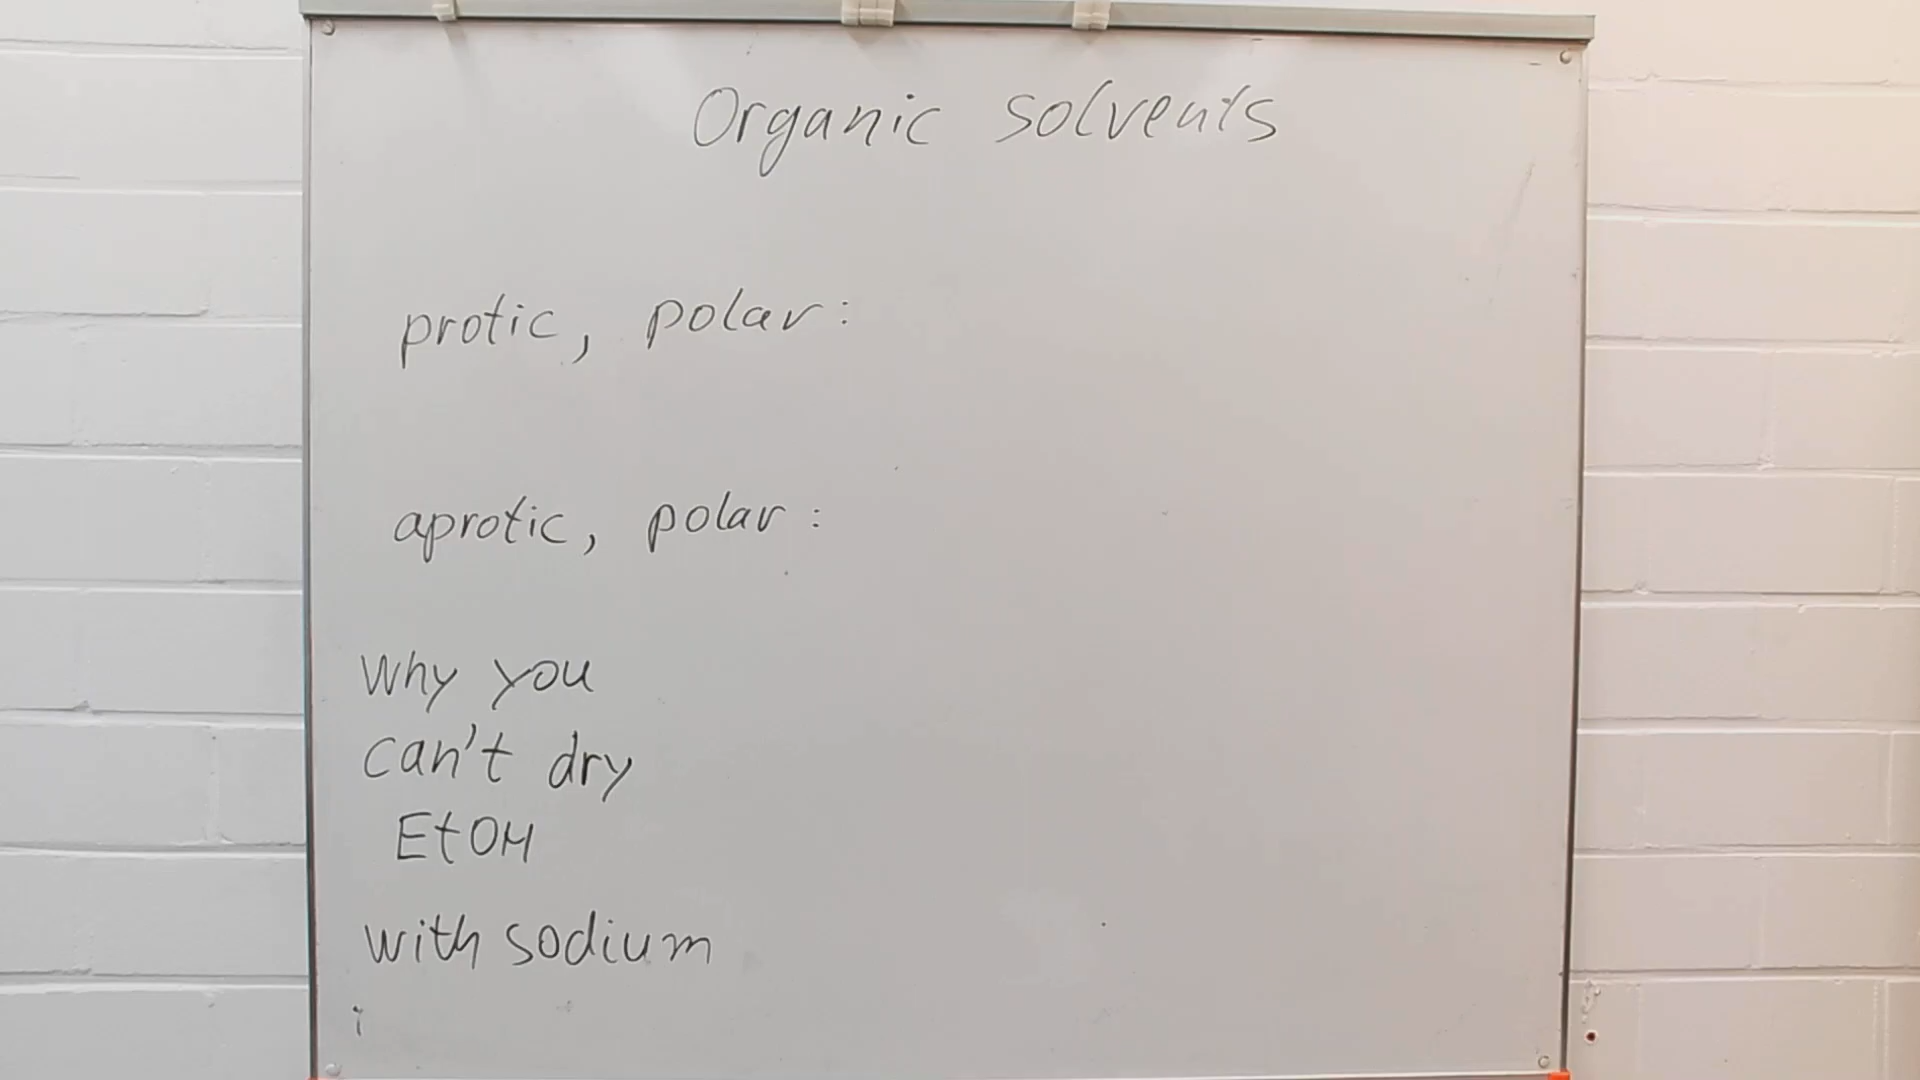 Organic solvents
protic, polar:
aprotic, polar:
Why you
can't dry
EtOH
with sodium